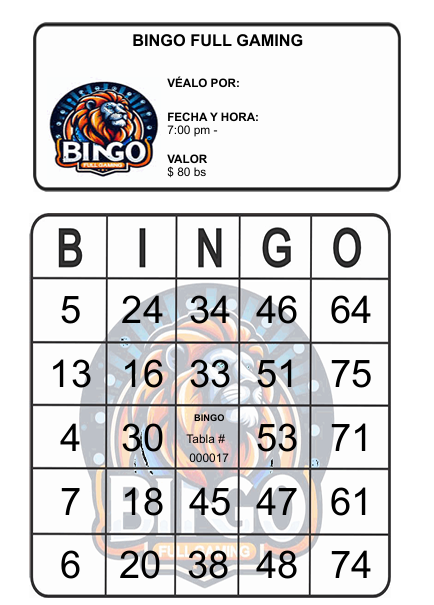 BINGO FULL GAMING
VÉALO POR:
FECHA Y HORA:
7:00 pm -
VALOR
$ 80 bs
BINGO
FULL GAMING
B I N G O
5 24 34 46 64
13 16 33 51 75
4 30 BINGO 53 71
Tabla #
000017
7 18 45 47 61
6 20 38 48 74
BINGO
FULL GAMING